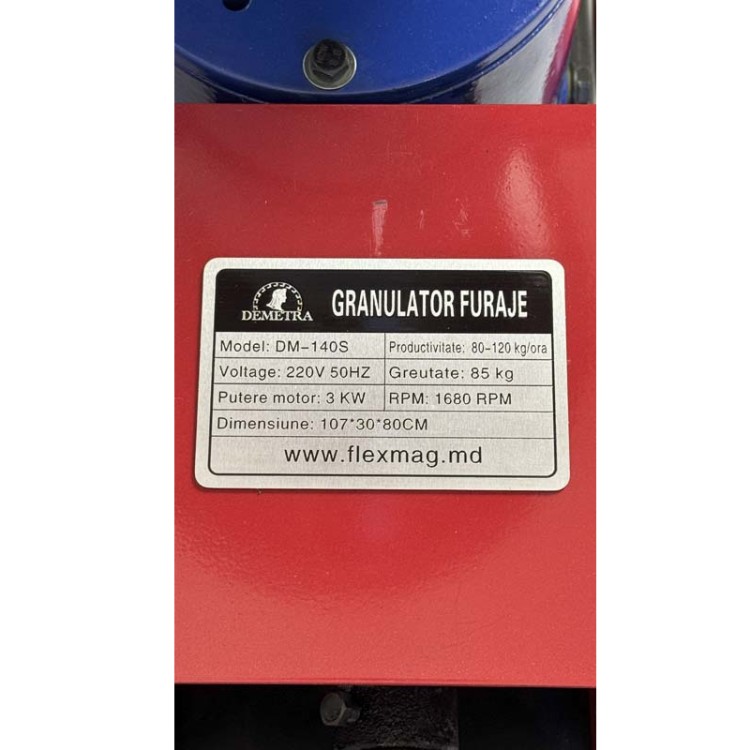 DEMETRA
GRANULATOR FURAJE
Model: DM-140S
Productivitate: 80-120 kg/ora
Voltage: 220V 50HZ
Greutate: 85 kg
Putere motor: 3 KW
RPM: 1680 RPM
Dimensiune: 107*30*80CM
www.flexmag.md